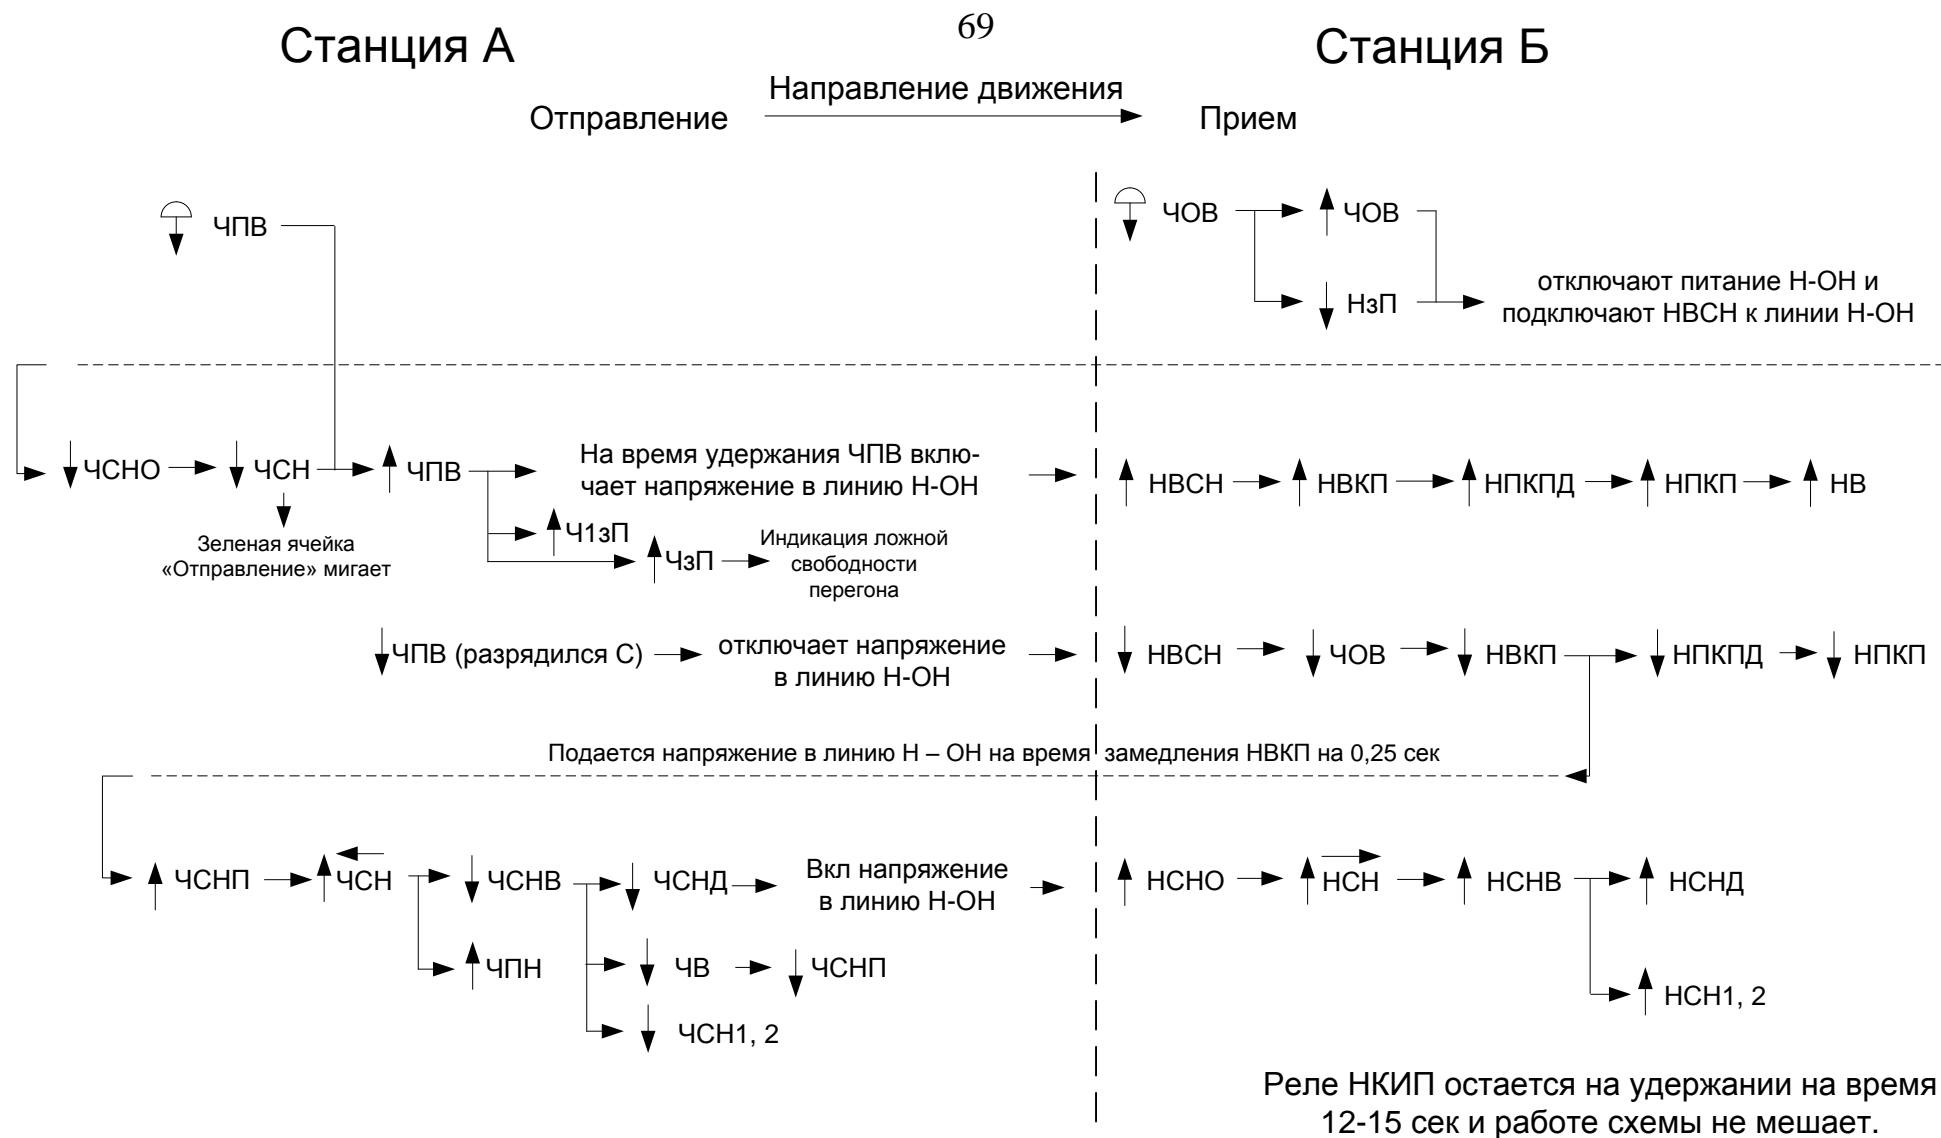 69
Станция А
Станция Б
Направление движения
Отправление
Прием
ЧПВ
ЧОВ
ЧОВ
НзП
отключают питание Н-ОН и
подключают НВСН к линии Н-ОН
ЧСНО
ЧСН
ЧПВ
На время удержания ЧПВ вклю-
чает напряжение в линию Н-ОН
НВСН
НВКП
НПКПД
НПКП
НВ
Зеленая ячейка
«Отправление» мигает
Ч1зП
ЧзП
Индикация ложной
свободности
перегона
ЧПВ (разрядился С)
отключает напряжение
в линию Н-ОН
НВСН
ЧОВ
НВКП
НПКПД
НПКП
Подается напряжение в линию Н – ОН на время замедления НВКП на 0,25 сек
ЧСНП
ЧСН
ЧСНВ
ЧСНД
Вкл напряжение
в линию Н-ОН
НСНО
НСН
НСНВ
НСНД
ЧПН
ЧВ
ЧСНП
НСН1, 2
ЧСН1, 2
Реле НКИП остается на удержании на время
12-15 сек и работе схемы не мешает.